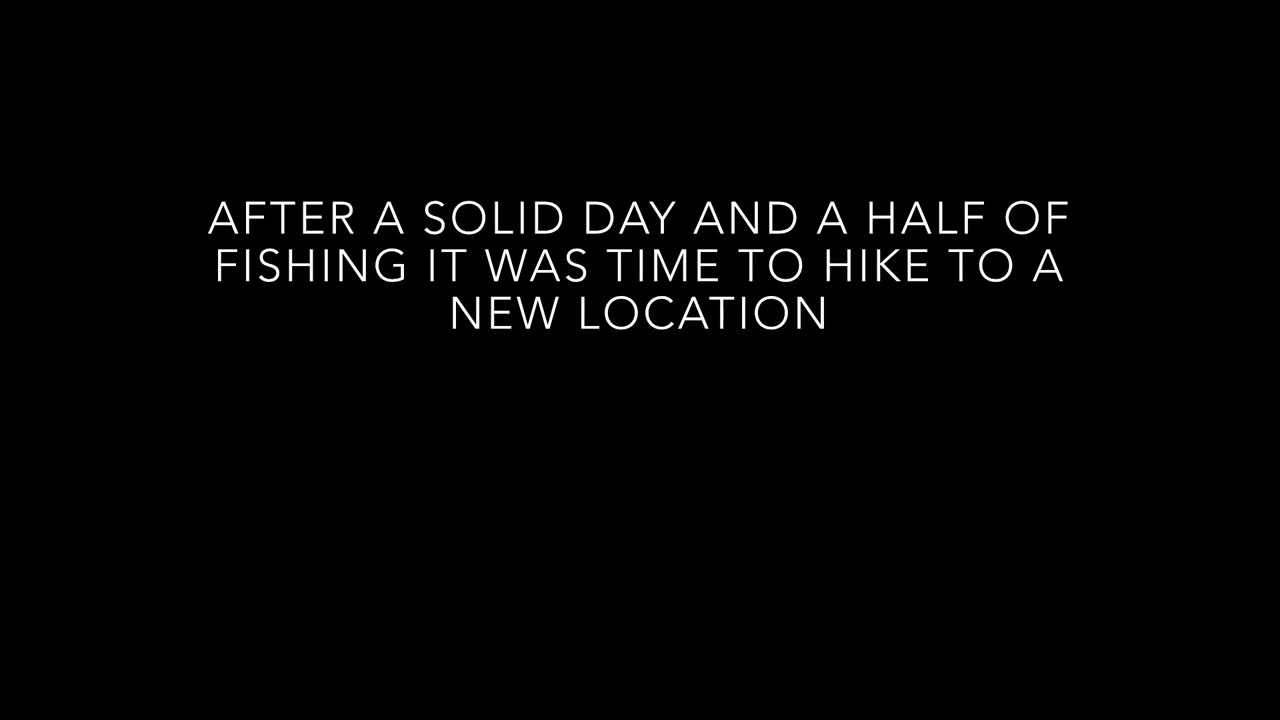 AFTER A SOLID DAY AND A HALF OF
FISHING IT WAS TIME TO HIKE TO A
NEW LOCATION